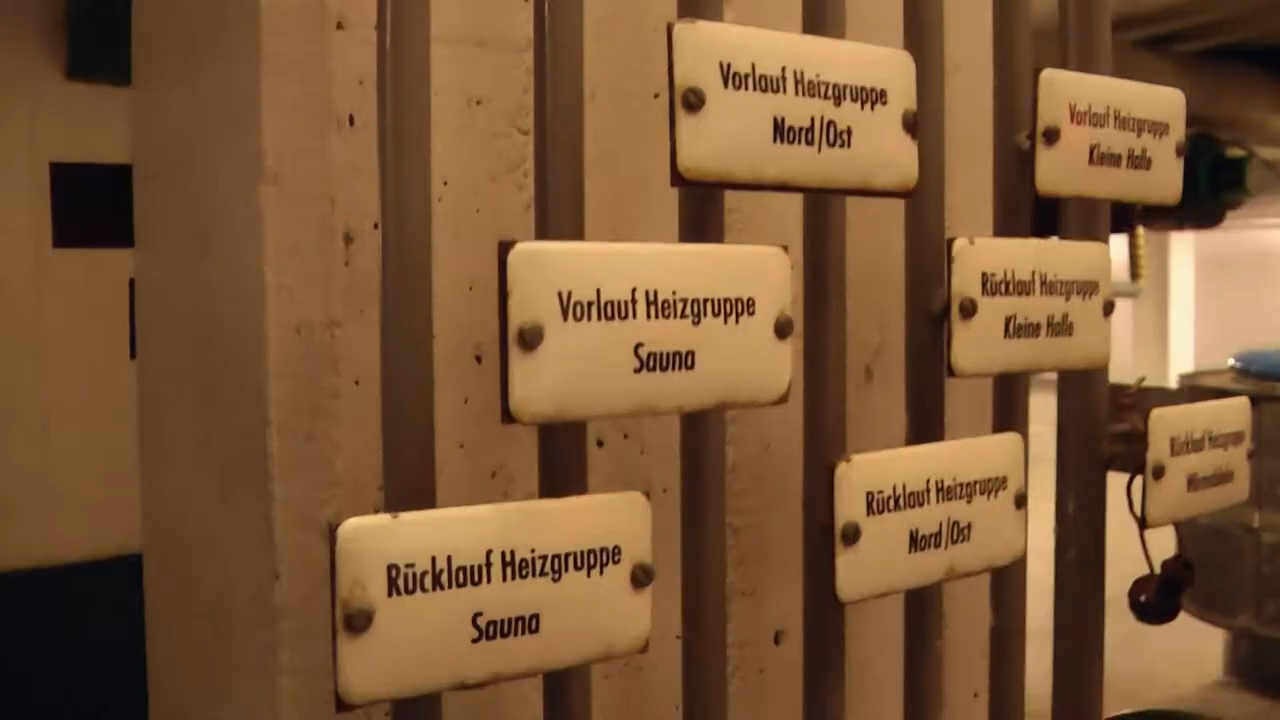 Vorlauf Heizgruppe
Nord/Ost
Vorlauf Heizgruppe
Kleine Halle
Vorlauf Heizgruppe
Sauna
Rücklauf Heizgruppe
Kleine Halle
Rücklauf Heizgruppe
Nord/Ost
Rücklauf Heizgruppe
Rücklauf Heizgruppe
Sauna